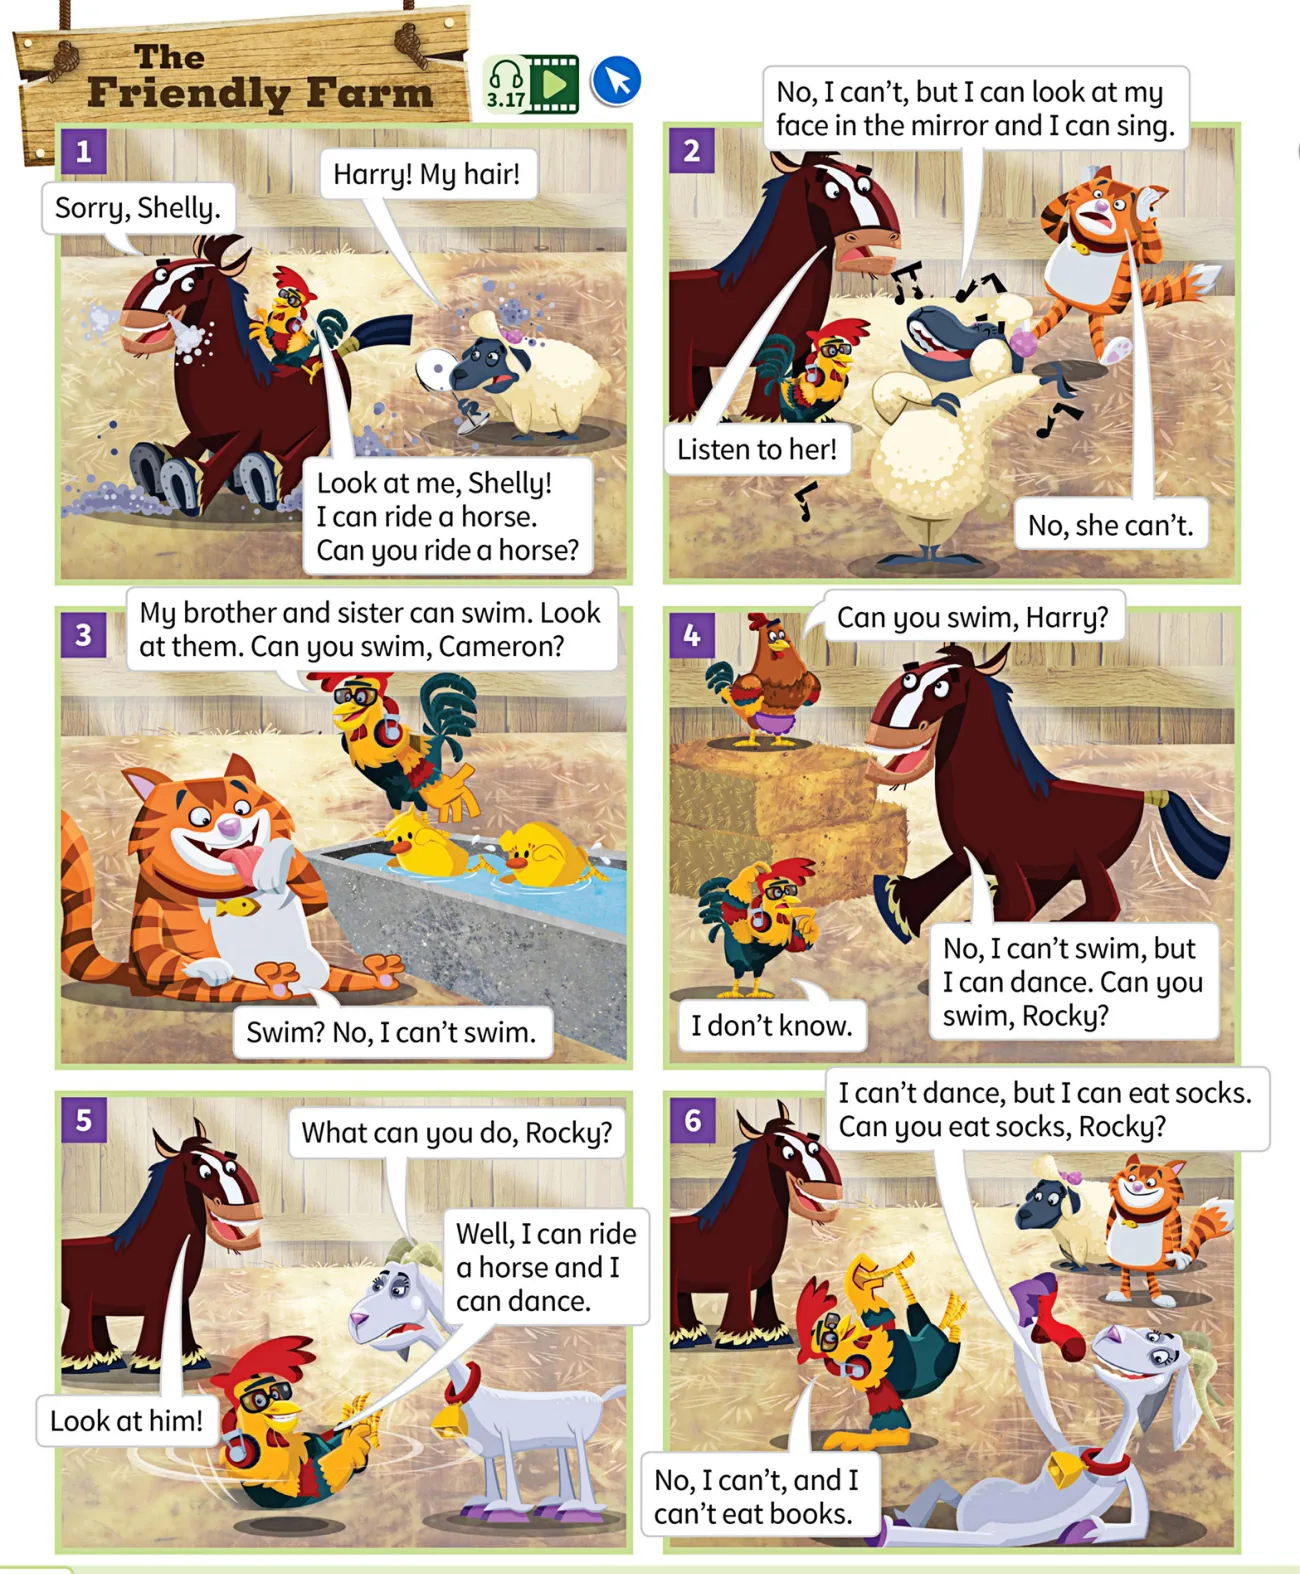 The
Friendly Farm
3.17
1
Harry! My hair!
Sorry, Shelly.
Look at me, Shelly!
I can ride a horse.
Can you ride a horse?
2
No, I can't, but I can look at my
face in the mirror and I can sing.
Listen to her!
No, she can't.
3
My brother and sister can swim. Look
at them. Can you swim, Cameron?
Swim? No, I can't swim.
4
Can you swim, Harry?
No, I can't swim, but
I can dance. Can you
swim, Rocky?
I don't know.
5
What can you do, Rocky?
Well, I can ride
a horse and I
can dance.
Look at him!
6
I can't dance, but I can eat socks.
Can you eat socks, Rocky?
No, I can't, and I
can't eat books.